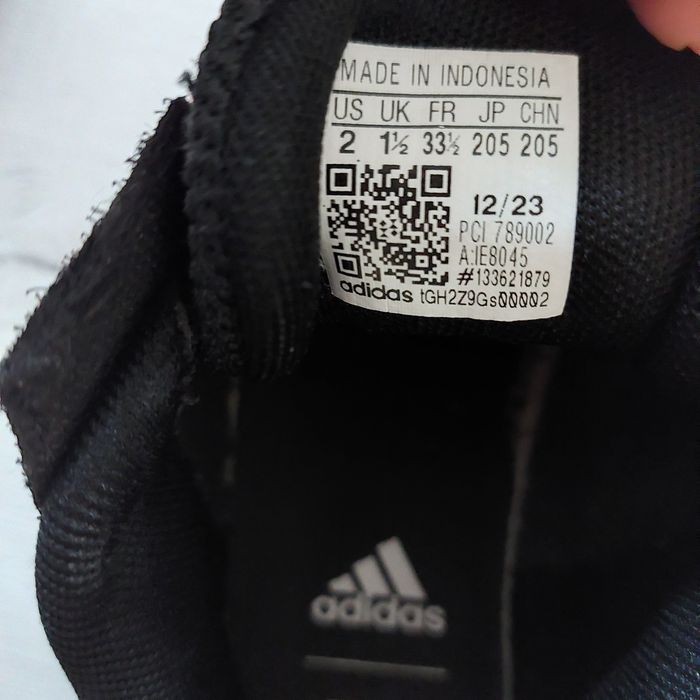 MADE IN INDONESIA
US UK FR JP CHN
2 1½ 33½ 205 205
12/23
PCI 789002
A:IE8045
#133621879
adidas tGH2Z9Gs00002
adidas